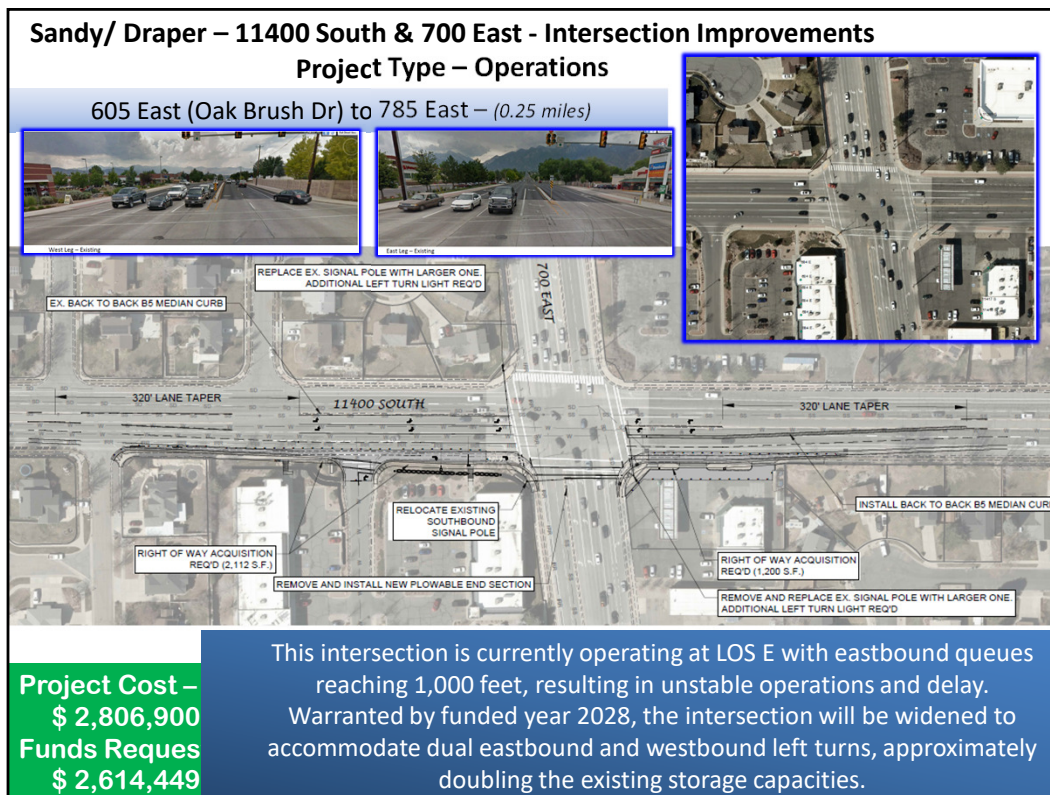 Sandy/ Draper – 11400 South & 700 East - Intersection Improvements
Project Type – Operations
605 East (Oak Brush Dr) to 785 East – (0.25 miles)
West Leg – Existing
East Leg – Existing
REPLACE EX. SIGNAL POLE WITH LARGER ONE.
ADDITIONAL LEFT TURN LIGHT REQ'D
700 EAST
EX. BACK TO BACK B5 MEDIAN CURB
320' LANE TAPER
11400 SOUTH
320' LANE TAPER
RELOCATE EXISTING
SOUTHBOUND
SIGNAL POLE
INSTALL BACK TO BACK B5 MEDIAN CURB
RIGHT OF WAY ACQUISITION
REQ'D (2,112 S.F.)
RIGHT OF WAY ACQUISITION
REQ'D (1,200 S.F.)
REMOVE AND INSTALL NEW PLOWABLE END SECTION
REMOVE AND REPLACE EX. SIGNAL POLE WITH LARGER ONE.
ADDITIONAL LEFT TURN LIGHT REQ'D
Project Cost –
$ 2,806,900
Funds Reques
$ 2,614,449
This intersection is currently operating at LOS E with eastbound queues
reaching 1,000 feet, resulting in unstable operations and delay.
Warranted by funded year 2028, the intersection will be widened to
accommodate dual eastbound and westbound left turns, approximately
doubling the existing storage capacities.